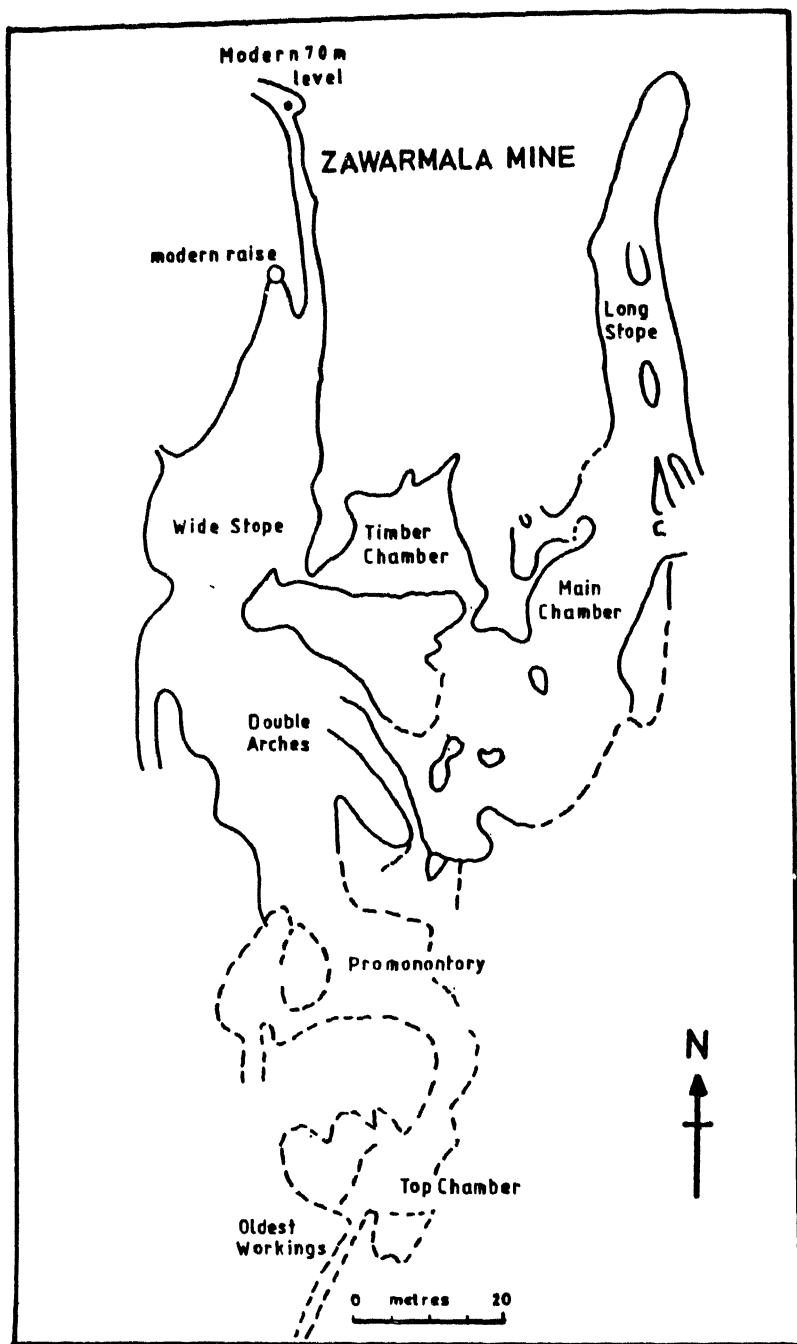 Modern 70m
level
ZAWARMALA MINE
modern raise
Long
Stope
Wide Stope
Timber
Chamber
Main
Chamber
Double
Arches
Promonontory
N
Top Chamber
Oldest
Workings
0 metres 20